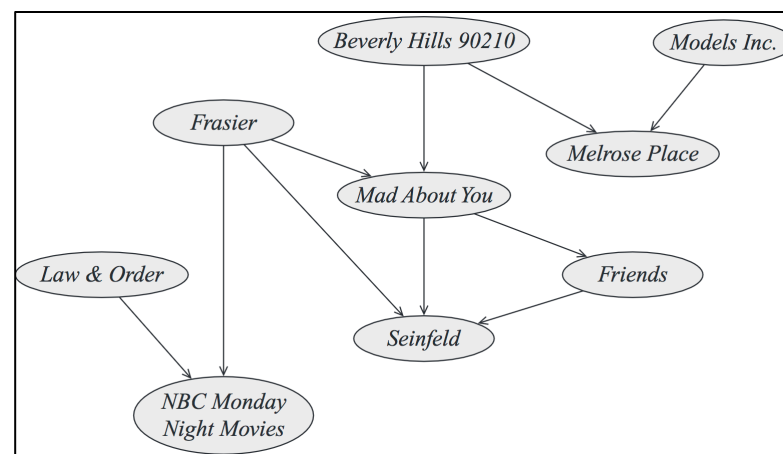 Beverly Hills 90210
Models Inc.
Frasier
Melrose Place
Mad About You
Law & Order
Friends
Seinfeld
NBC Monday
Night Movies